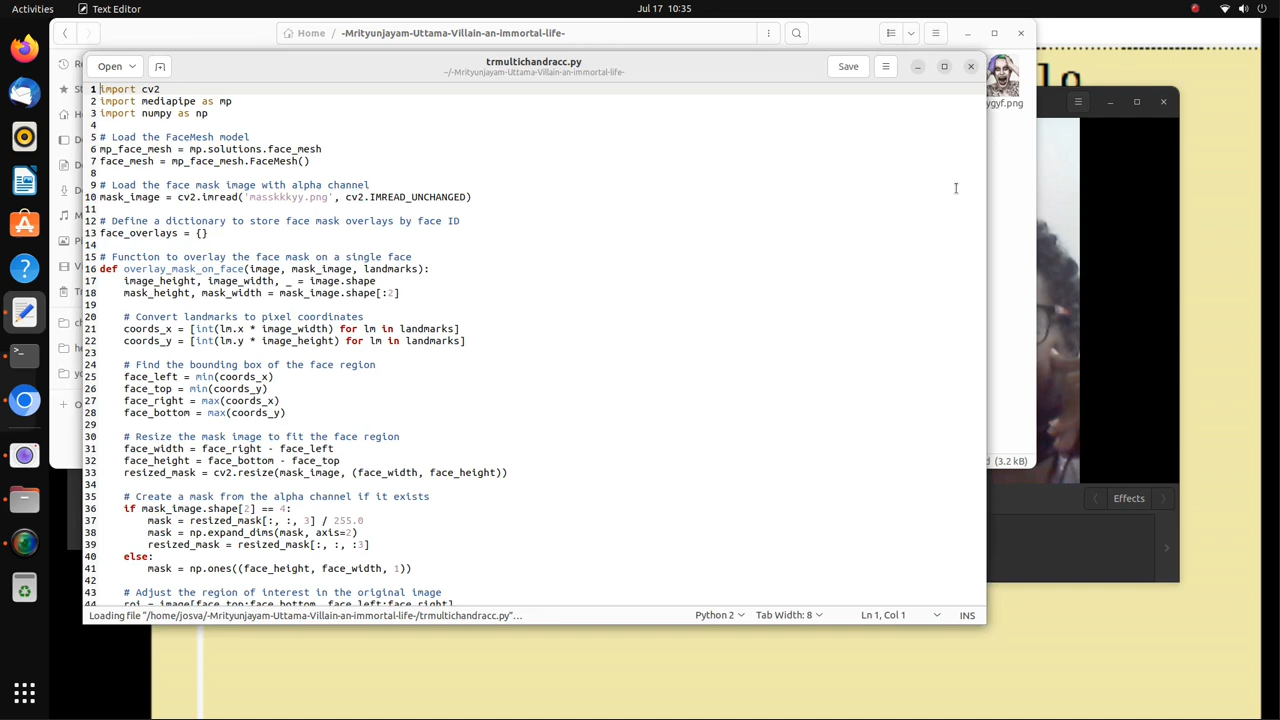 Activities
Text Editor
Jul 17 10:35
Home / -Mrityunjayam-Uttama-Villain-an-immortal-life-
Open
trmultichandracc.py
~/-Mrityunjayam-Uttama-Villain-an-immortal-life-
Save
ygyf.png
1 import cv2
2 import mediapipe as mp
3 import numpy as np
4
5 # Load the FaceMesh model
6 mp_face_mesh = mp.solutions.face_mesh
7 face_mesh = mp_face_mesh.FaceMesh()
8
9 # Load the face mask image with alpha channel
10 mask_image = cv2.imread('masskkkyy.png', cv2.IMREAD_UNCHANGED)
11
12 # Define a dictionary to store face mask overlays by face ID
13 face_overlays = {}
14
15 # Function to overlay the face mask on a single face
16 def overlay_mask_on_face(image, mask_image, landmarks):
17 image_height, image_width, _ = image.shape
18 mask_height, mask_width = mask_image.shape[:2]
19
20 # Convert landmarks to pixel coordinates
21 coords_x = [int(lm.x * image_width) for lm in landmarks]
22 coords_y = [int(lm.y * image_height) for lm in landmarks]
23
24 # Find the bounding box of the face region
25 face_left = min(coords_x)
26 face_top = min(coords_y)
27 face_right = max(coords_x)
28 face_bottom = max(coords_y)
29
30 # Resize the mask image to fit the face region
31 face_width = face_right - face_left
32 face_height = face_bottom - face_top
33 resized_mask = cv2.resize(mask_image, (face_width, face_height))
34
35 # Create a mask from the alpha channel if it exists
36 if mask_image.shape[2] == 4:
37 mask = resized_mask[:, :, 3] / 255.0
38 mask = np.expand_dims(mask, axis=2)
39 resized_mask = resized_mask[:, :, :3]
40 else:
41 mask = np.ones((face_height, face_width, 1))
42
43 # Adjust the region of interest in the original image
44 roi = image[face_top:face_bottom, face_left:face_right]
Loading file "/home/josva/-Mrityunjayam-Uttama-Villain-an-immortal-life-/trmultichandracc.py"…
Python 2
Tab Width: 8
Ln 1, Col 1
INS
d (3.2 kB)
Effects